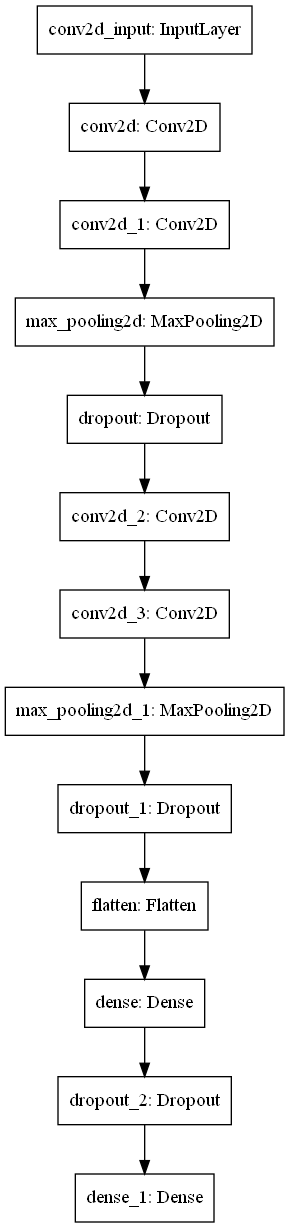 conv2d_input: InputLayer
conv2d: Conv2D
conv2d_1: Conv2D
max_pooling2d: MaxPooling2D
dropout: Dropout
conv2d_2: Conv2D
conv2d_3: Conv2D
max_pooling2d_1: MaxPooling2D
dropout_1: Dropout
flatten: Flatten
dense: Dense
dropout_2: Dropout
dense_1: Dense